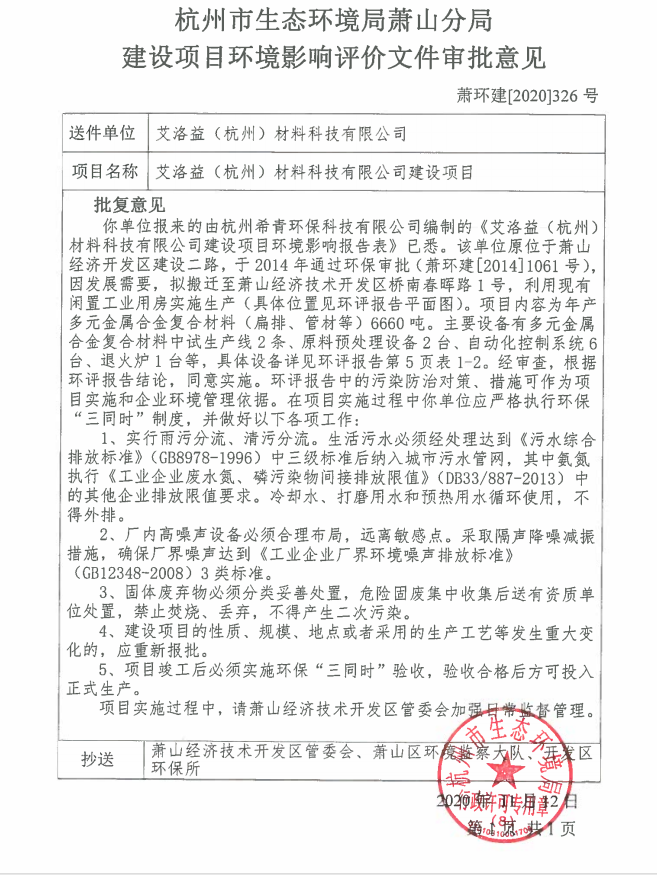 杭州市生态环境局萧山分局
建设项目环境影响评价文件审批意见
萧环建[2020]326 号
送件单位 艾洛益（杭州）材料科技有限公司
项目名称 艾洛益（杭州）材料科技有限公司建设项目
批复意见
你单位报来的由杭州希青环保科技有限公司编制的《艾洛益（杭州）
材料科技有限公司建设项目环境影响报告表》已悉。该单位原位于萧山
经济开发区建设二路，于 2014 年通过环保审批（萧环建[2014]1061 号），
因发展需要，拟搬迁至萧山经济技术开发区桥南春晖路 1 号，利用现有
闲置工业用房实施生产（具体位置见环评报告平面图）。项目内容为年产
多元金属合金复合材料（扁排、管材等）6660 吨。主要设备有多元金属
合金复合材料中试生产线 2 条、原料预处理设备 2 台、自动化控制系统 6
台、退火炉 1 台等，具体设备详见环评报告第 5 页表 1-2。经审查，根据
环评报告结论，同意实施。环评报告中的污染防治对策、措施可作为项
目实施和企业环境管理依据。在项目实施过程中你单位应严格执行环保
“三同时”制度，并做好以下各项工作：
1、实行雨污分流、清污分流。生活污水必须经处理达到《污水综合
排放标准》（GB8978-1996）中三级标准后纳入城市污水管网，其中氨氮
执行《工业企业废水氮、磷污染物间接排放限值》（DB33/887-2013）中
的其他企业排放限值要求。冷却水、打磨用水和预热用水循环使用，不
得外排。
2、厂内高噪声设备必须合理布局，远离敏感点。采取隔声降噪减振
措施，确保厂界噪声达到《工业企业厂界环境噪声排放标准》
（GB12348-2008）3 类标准。
3、固体废弃物必须分类妥善处置，危险固废集中收集后送有资质单
位处置，禁止焚烧、丢弃，不得产生二次污染。
4、建设项目的性质、规模、地点或者采用的生产工艺等发生重大变
化的，应重新报批。
5、项目竣工后必须实施环保“三同时”验收，验收合格后方可投入
正式生产。
项目实施过程中，请萧山经济技术开发区管委会加强日常监督管理。
抄送 萧山经济技术开发区管委会、萧山区环境监察大队、开发区
环保所
杭州市生态环境局
行政许可专用章
（8）
2020 年 11 月 12 日
第 1 页 共 1 页